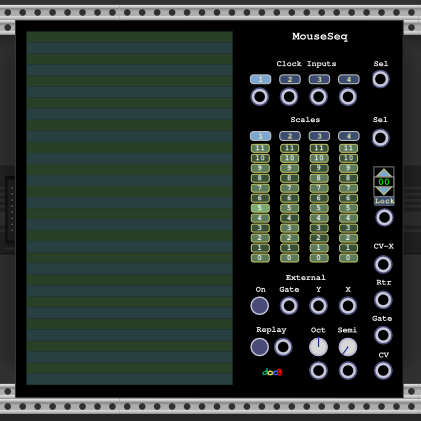 MouseSeq
Clock Inputs Sel
1 2 3 4
Scales Sel
1 2 3 4
11 11 11 11
10 10 10 10
9 9 9 9
8 8 8 8
7 7 7 7
6 6 6 6
5 5 5 5
4 4 4 4
3 3 3 3
2 2 2 2
1 1 1 1
0 0 0 0
00
Lock
CV-X
External
On Gate Y X
Rtr
Gate
Replay Oct Semi
CV
docB